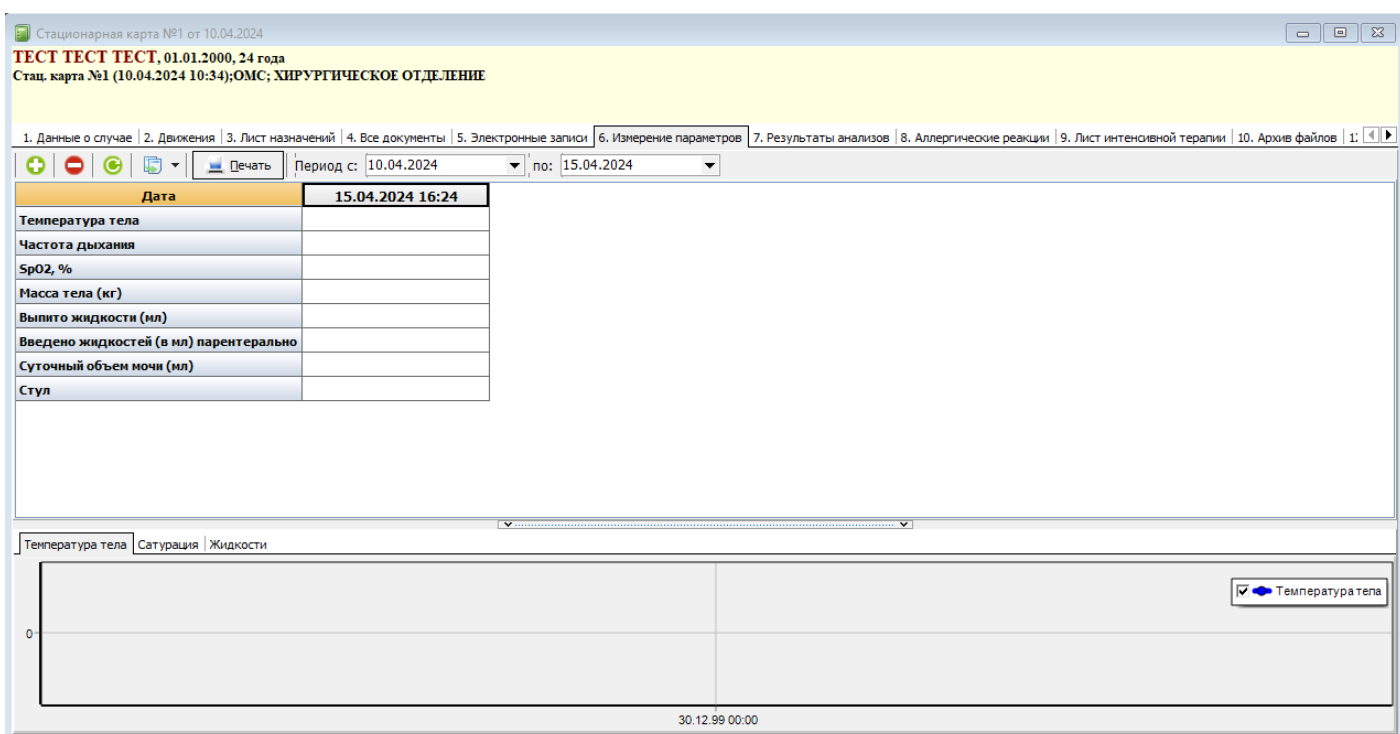 Стационарная карта №1 от 10.04.2024
ТЕСТ ТЕСТ ТЕСТ, 01.01.2000, 24 года
Стац. карта №1 (10.04.2024 10:34);ОМС; ХИРУРГИЧЕСКОЕ ОТДЕЛЕНИЕ
1. Данные о случае 2. Движения 3. Лист назначений 4. Все документы 5. Электронные записи 6. Измерение параметров 7. Результаты анализов 8. Аллергические реакции 9. Лист интенсивной терапии 10. Архив файлов
Печать Период с: 10.04.2024 по: 15.04.2024
Дата 15.04.2024 16:24
Температура тела
Частота дыхания
SpO2, %
Масса тела (кг)
Выпито жидкости (мл)
Введено жидкостей (в мл) парентерально
Суточный объем мочи (мл)
Стул
Температура тела Сатурация Жидкости
Температура тела
0
30.12.99 00:00